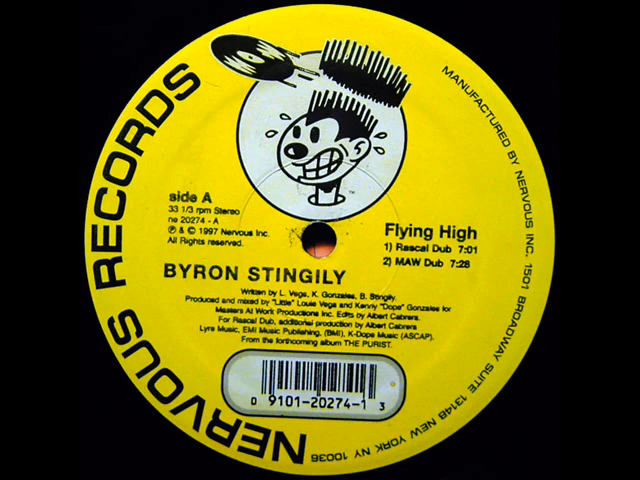 NERVOUS RECORDS
MANUFACTURED BY NERVOUS INC. 1501 BROADWAY SUITE 1314B NEW YORK NY 10036
side A
33 1/3 rpm Stereo
ne 20274 - A
℗ & © 1997 Nervous Inc.
All Rights reserved.
Flying High
1) Rascal Dub 7:01
2) MAW Dub 7:28
BYRON STINGILY
Written by L. Vega, K. Gonzales, B. Stingily.
Produced and mixed by "Little" Louie Vega and Kenny "Dope" Gonzales for
Masters At Work Productions Inc. Edits by Albert Cabrera.
For Rascal Dub, additional production by Albert Cabrera
Lyra Music, EMI Music Publishing, (BMI), K-Dope Music (ASCAP).
From the forthcoming album THE PURIST.
0 9101-20274-1 3